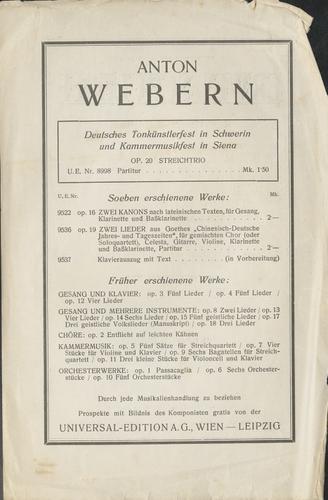 ANTON
WEBERN
Deutsches Tonkünstlerfest in Schwerin
und Kammermusikfest in Siena
OP. 20 STREICHTRIO
U. E. Nr. 8998 Partitur . . . . . . . . . . . . Mk. 1·50
U. E. Nr. Soeben erschienene Werke: Mk.
9522 op. 16 ZWEI KANONS nach lateinischen Texten, für Gesang,
Klarinette und Baßklarinette . . . . . . . . . . . 2—
9536 op. 19 ZWEI LIEDER aus Goethes „Chinesisch-Deutsche
Jahres- und Tageszeiten“, für gemischten Chor (oder
Soloquartett), Celesta, Gitarre, Violine, Klarinette
und Baßklarinette, Partitur . . . . . . . . . . . 2—
9537 Klavierauszug mit Text . . . . . . . . (in Vorbereitung)
Früher erschienene Werke:
GESANG UND KLAVIER: op. 3 Fünf Lieder / op. 4 Fünf Lieder /
op. 12 Vier Lieder
GESANG UND MEHRERE INSTRUMENTE: op. 8 Zwei Lieder / op. 13
Vier Lieder / op. 14 Sechs Lieder / op. 15 Fünf geistliche Lieder / op. 17
Drei geistliche Volkslieder (Manuskript) / op. 18 Drei Lieder
CHÖRE: op. 2 Entflieht auf leichten Kähnen
KAMMERMUSIK: op. 5 Fünf Sätze für Streichquartett / op. 7 Vier
Stücke für Violine und Klavier / op. 9 Sechs Bagatellen für Streich-
quartett / op. 11 Drei kleine Stücke für Violoncell und Klavier
ORCHESTERWERKE: op. 1 Passacaglia / op. 6 Sechs Orchester-
stücke / op. 10 Fünf Orchesterstücke
Durch jede Musikalienhandlung zu beziehen
Prospekte mit Bildnis des Komponisten gratis von der
UNIVERSAL-EDITION A. G., WIEN — LEIPZIG